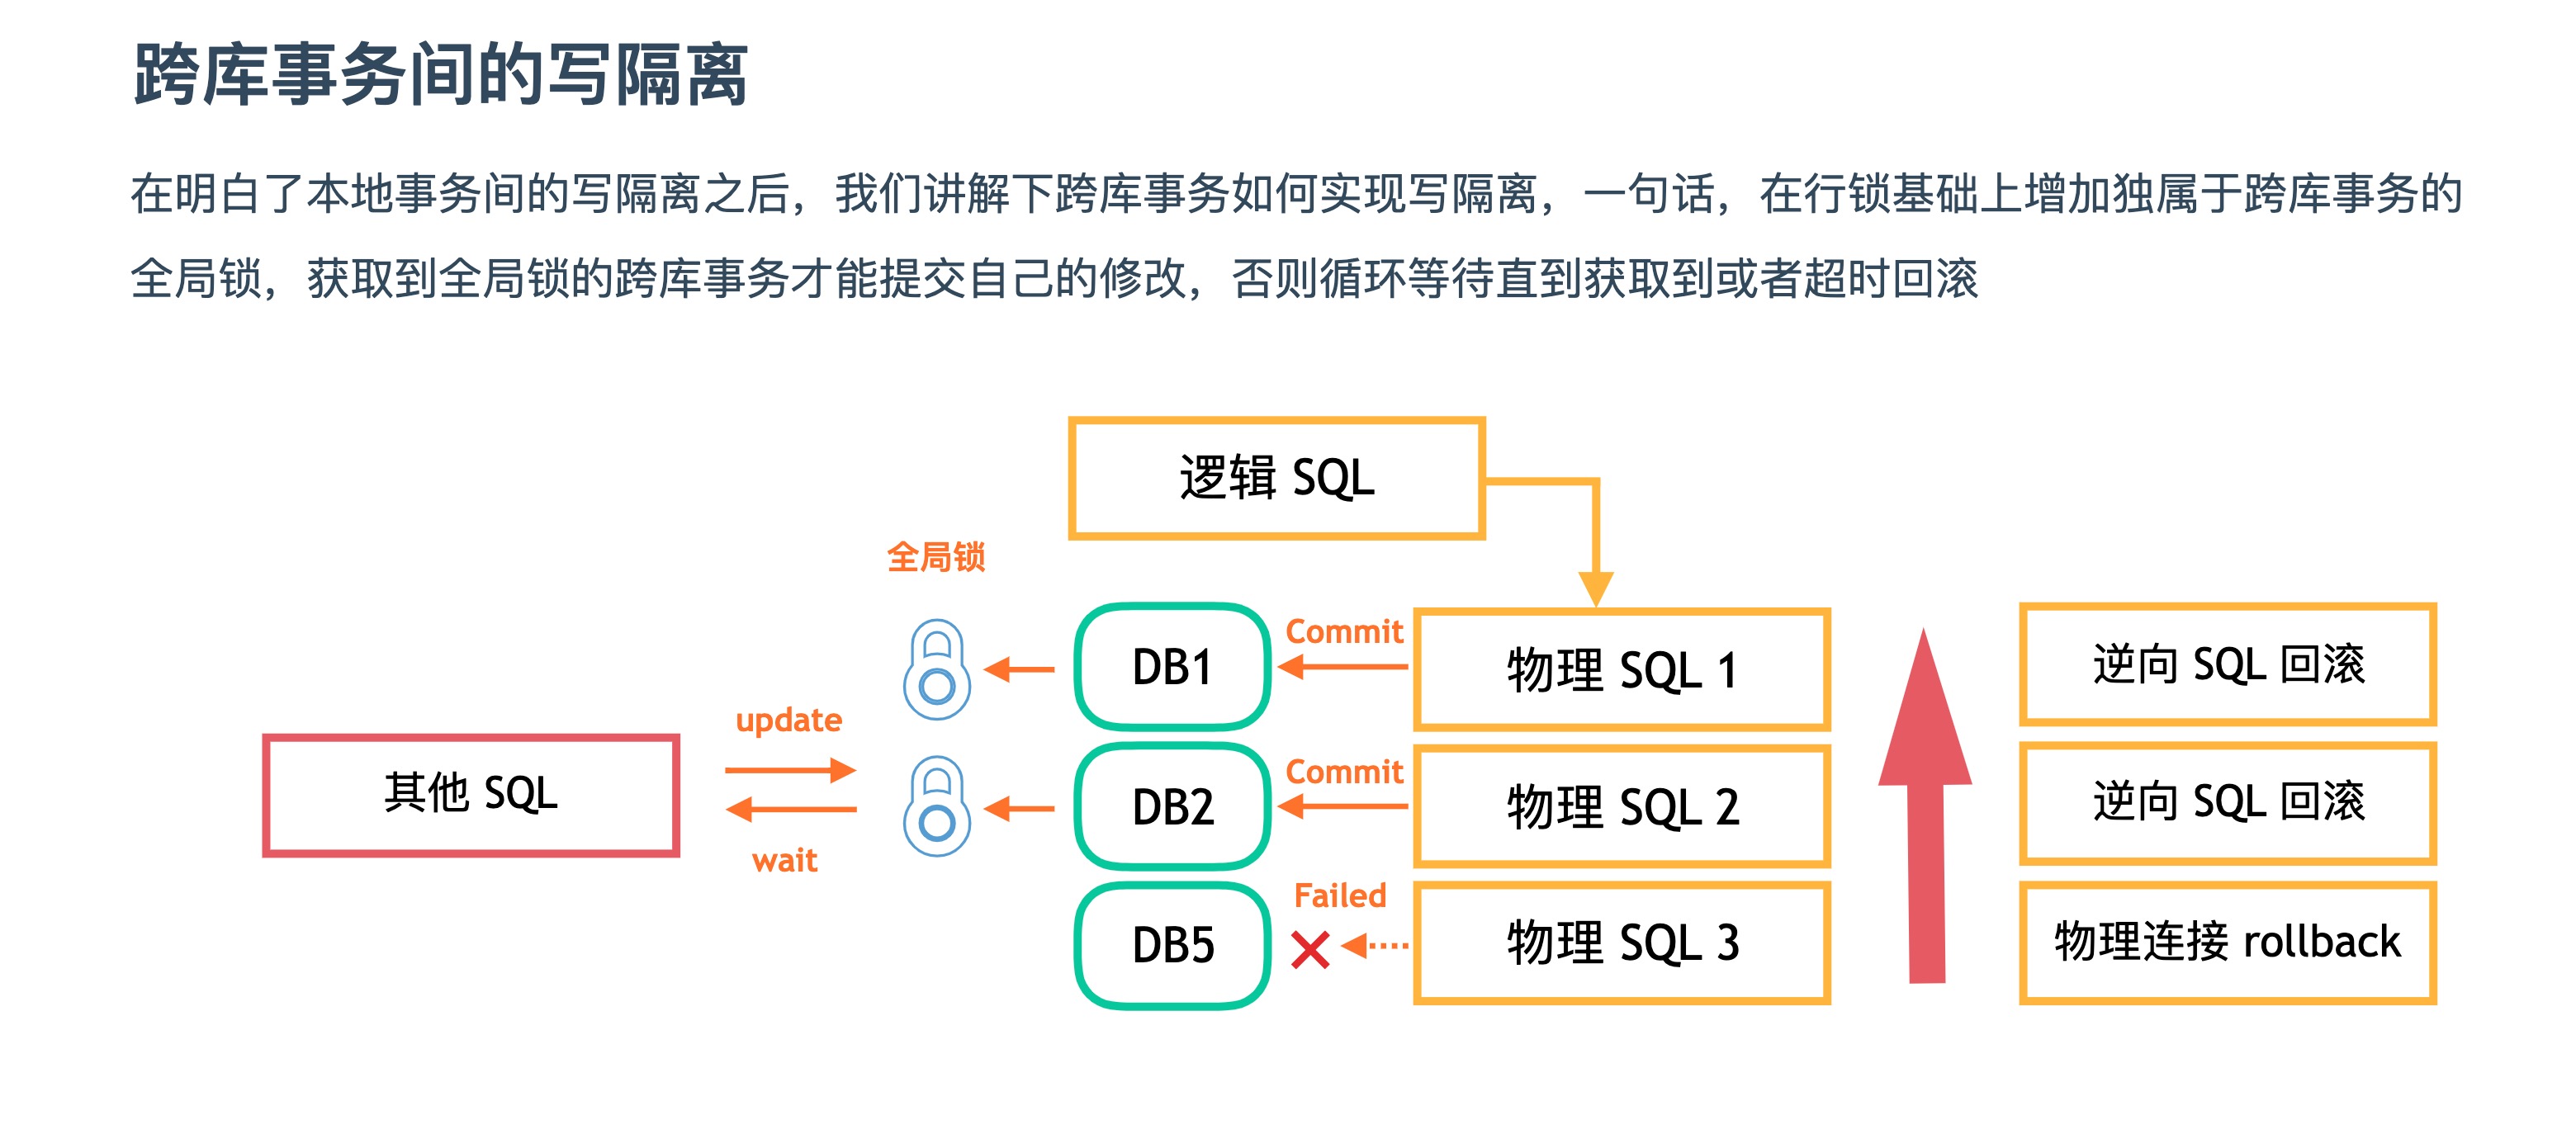 跨库事务间的写隔离
在明白了本地事务间的写隔离之后，我们讲解下跨库事务如何实现写隔离，一句话，在行锁基础上增加独属于跨库事务的
全局锁，获取到全局锁的跨库事务才能提交自己的修改，否则循环等待直到获取到或者超时回滚
逻辑 SQL
全局锁
DB1
Commit
物理 SQL 1
逆向 SQL 回滚
update
其他 SQL
wait
DB2
Commit
物理 SQL 2
逆向 SQL 回滚
DB5
Failed
物理 SQL 3
物理连接 rollback